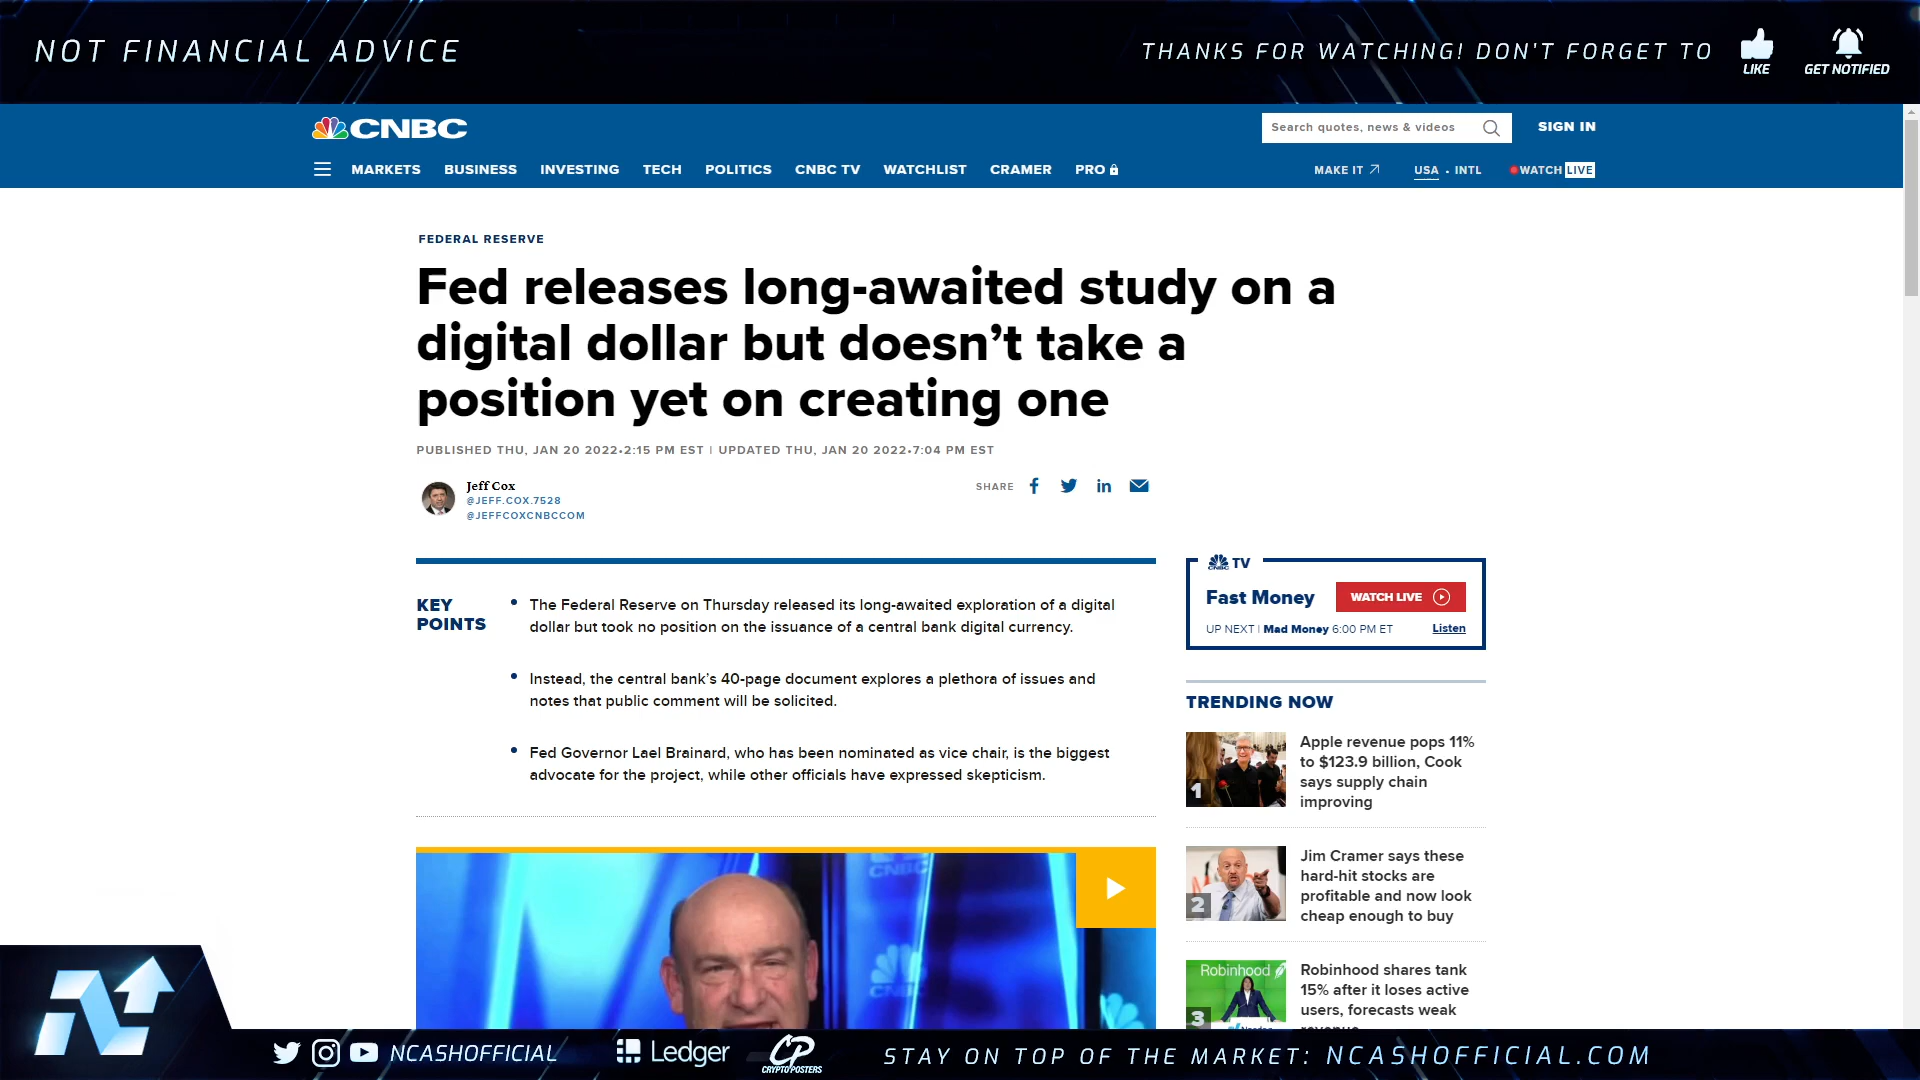 NOT FINANCIAL ADVICE
THANKS FOR WATCHING! DON'T FORGET TO
LIKE
GET NOTIFIED
CNBC
Search quotes, news & videos
SIGN IN
MARKETS BUSINESS INVESTING TECH POLITICS CNBC TV WATCHLIST CRAMER PRO
MAKE IT USA • INTL WATCH LIVE
FEDERAL RESERVE
Fed releases long-awaited study on a
digital dollar but doesn’t take a
position yet on creating one
PUBLISHED THU, JAN 20 2022•2:15 PM EST | UPDATED THU, JAN 20 2022•7:04 PM EST
Jeff Cox
@JEFF.COX.7528
@JEFFCOXCNBCCOM
SHARE
KEY
POINTS
• The Federal Reserve on Thursday released its long-awaited exploration of a digital
dollar but took no position on the issuance of a central bank digital currency.
• Instead, the central bank’s 40-page document explores a plethora of issues and
notes that public comment will be solicited.
• Fed Governor Lael Brainard, who has been nominated as vice chair, is the biggest
advocate for the project, while other officials have expressed skepticism.
CNBC TV
Fast Money
WATCH LIVE
UP NEXT | Mad Money 6:00 PM ET
Listen
TRENDING NOW
1
Apple revenue pops 11%
to $123.9 billion, Cook
says supply chain
improving
2
Jim Cramer says these
hard-hit stocks are
profitable and now look
cheap enough to buy
Robinhood
3
Robinhood shares tank
15% after it loses active
users, forecasts weak
revenue
CNBC
CNBC
NCASHOFFICIAL
Ledger
CP
CRYPTOPOSTERS
STAY ON TOP OF THE MARKET: NCASHOFFICIAL.COM